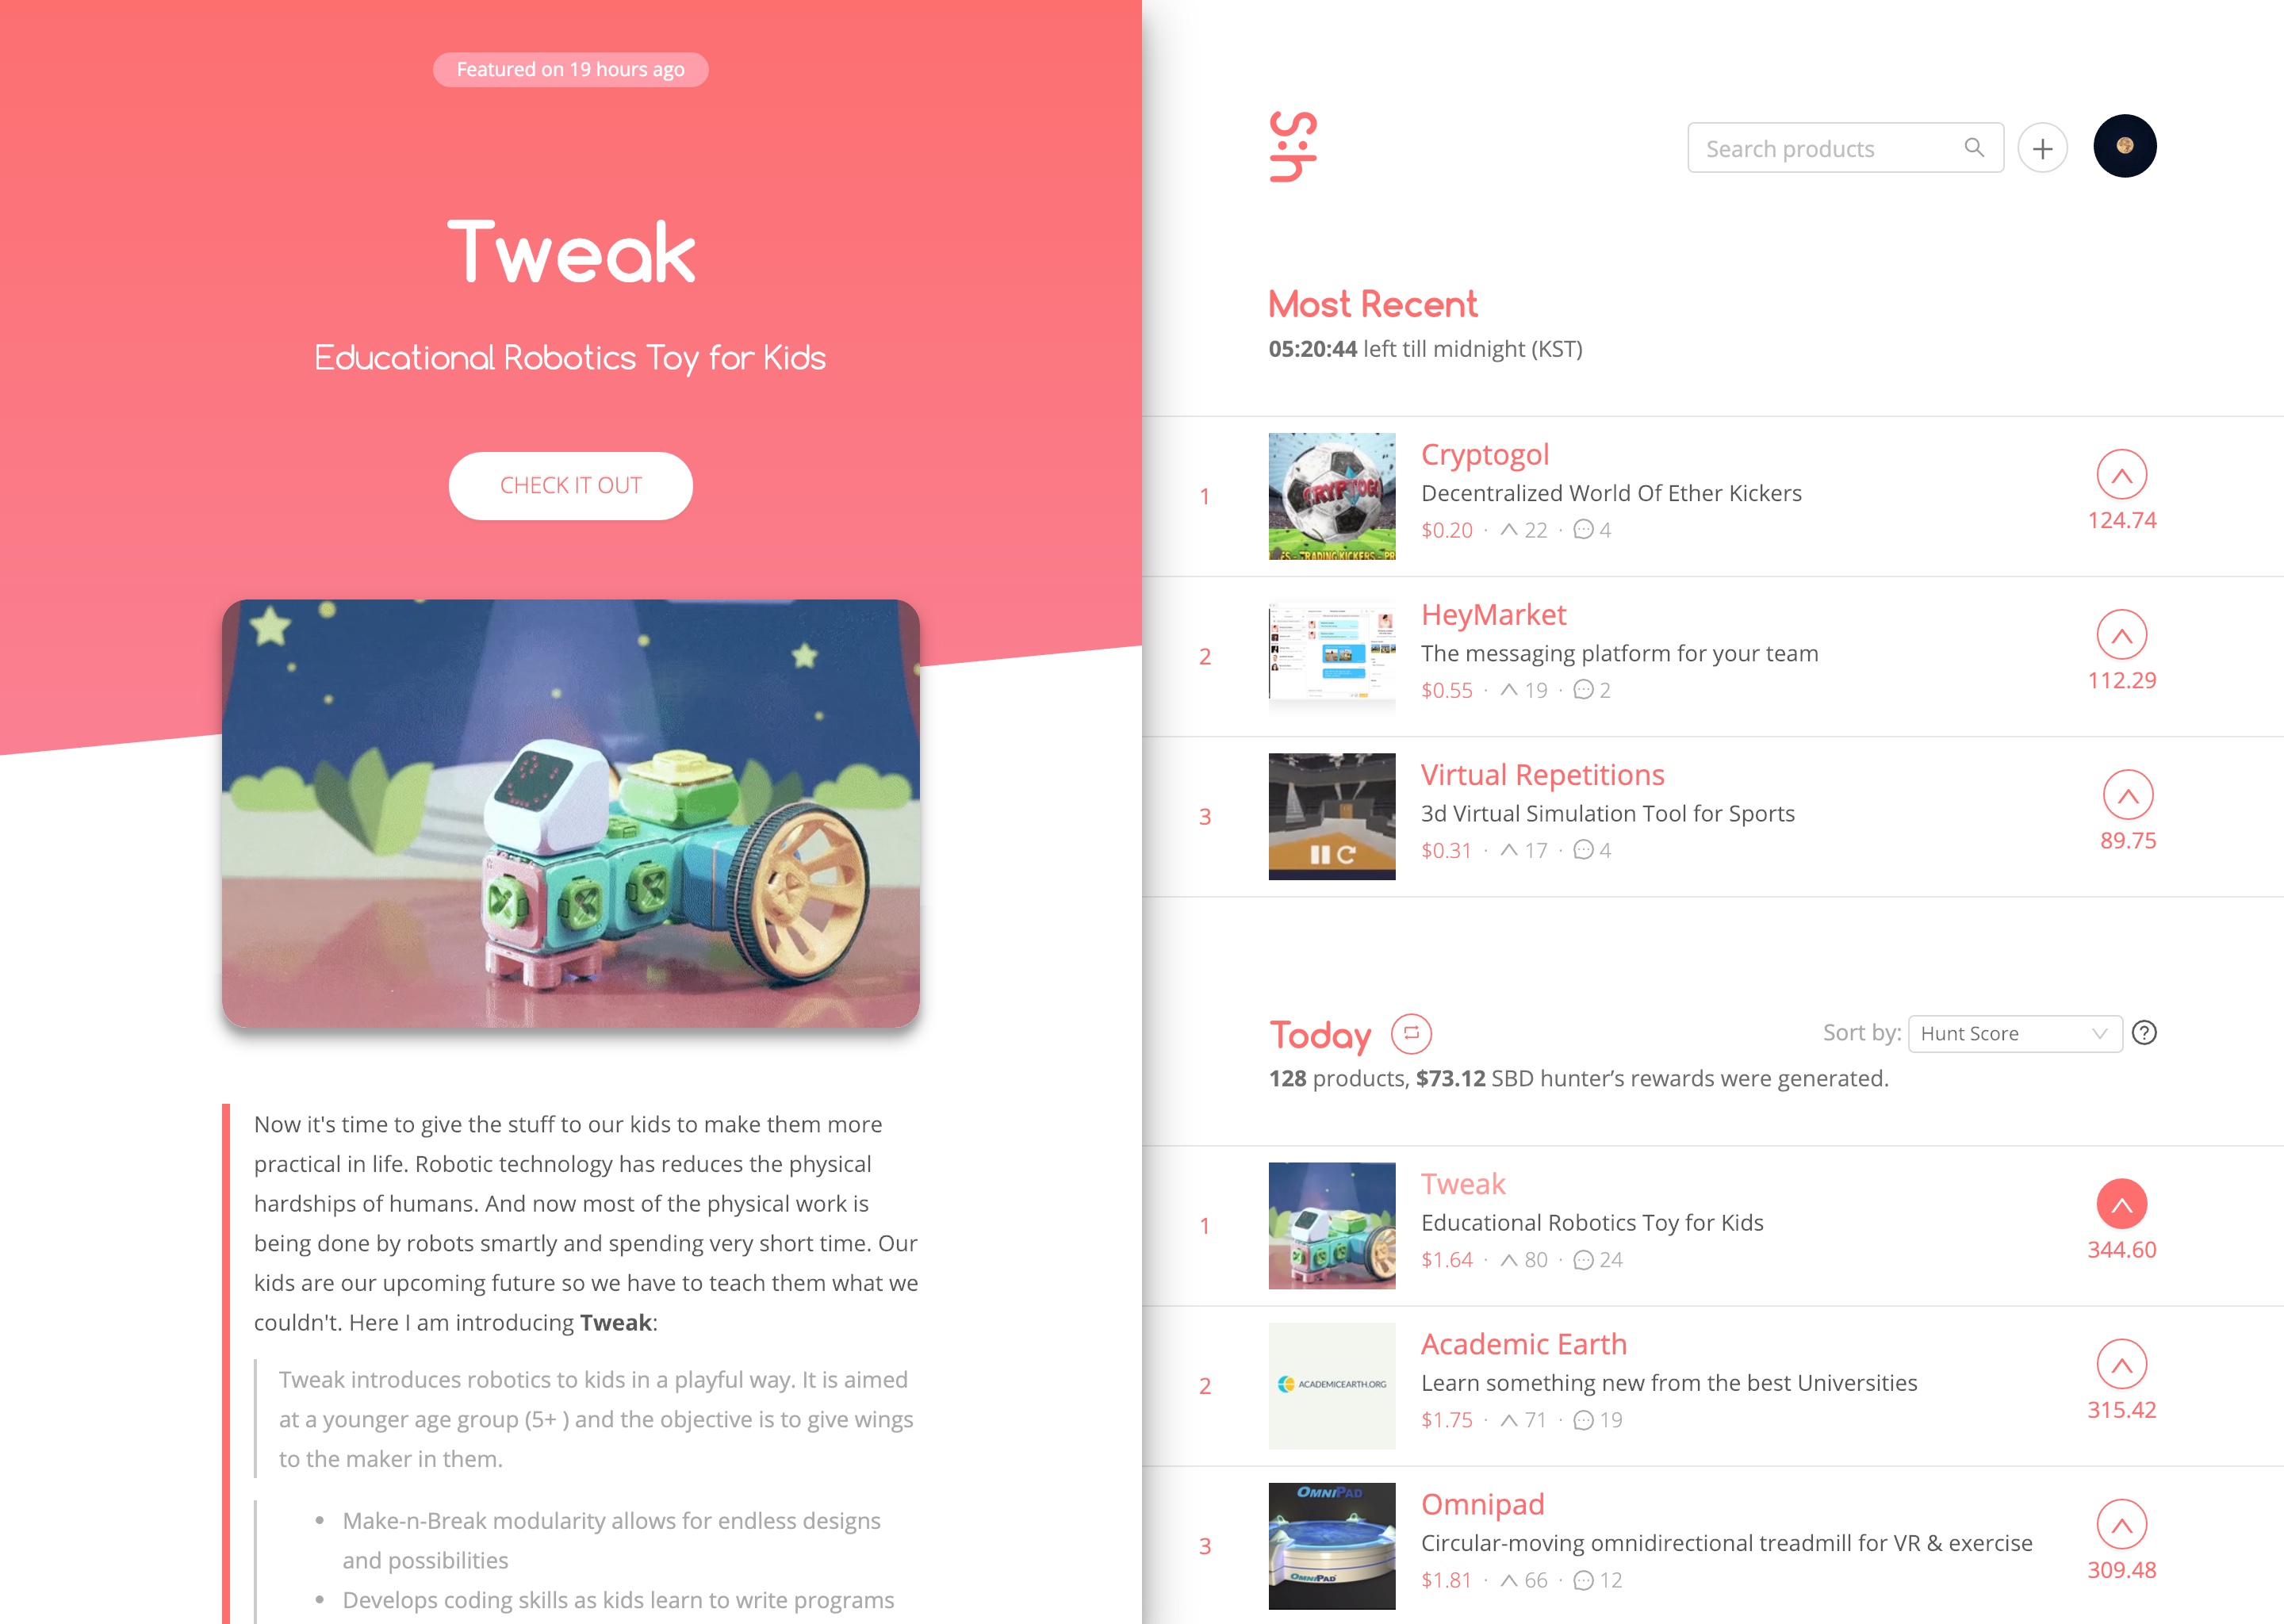 Featured on 19 hours ago
Tweak
Educational Robotics Toy for Kids
CHECK IT OUT
Now it's time to give the stuff to our kids to make them more
practical in life. Robotic technology has reduces the physical
hardships of humans. And now most of the physical work is
being done by robots smartly and spending very short time. Our
kids are our upcoming future so we have to teach them what we
couldn't. Here I am introducing Tweak:
Tweak introduces robotics to kids in a playful way. It is aimed
at a younger age group (5+ ) and the objective is to give wings
to the maker in them.
• Make-n-Break modularity allows for endless designs
and possibilities
• Develops coding skills as kids learn to write programs
S:H
Search products
Most Recent
05:20:44 left till midnight (KST)
1
Cryptogol
Decentralized World Of Ether Kickers
$0.20 · 22 · 4
124.74
2
HeyMarket
The messaging platform for your team
$0.55 · 19 · 2
112.29
3
Virtual Repetitions
3d Virtual Simulation Tool for Sports
$0.31 · 17 · 4
89.75
Today
Sort by: Hunt Score
128 products, $73.12 SBD hunter’s rewards were generated.
1
Tweak
Educational Robotics Toy for Kids
$1.64 · 80 · 24
344.60
2
ACADEMICEARTH.ORG
Academic Earth
Learn something new from the best Universities
$1.75 · 71 · 19
315.42
3
OMNIPAD
OMNIPAD
Omnipad
Circular-moving omnidirectional treadmill for VR & exercise
$1.81 · 66 · 12
309.48